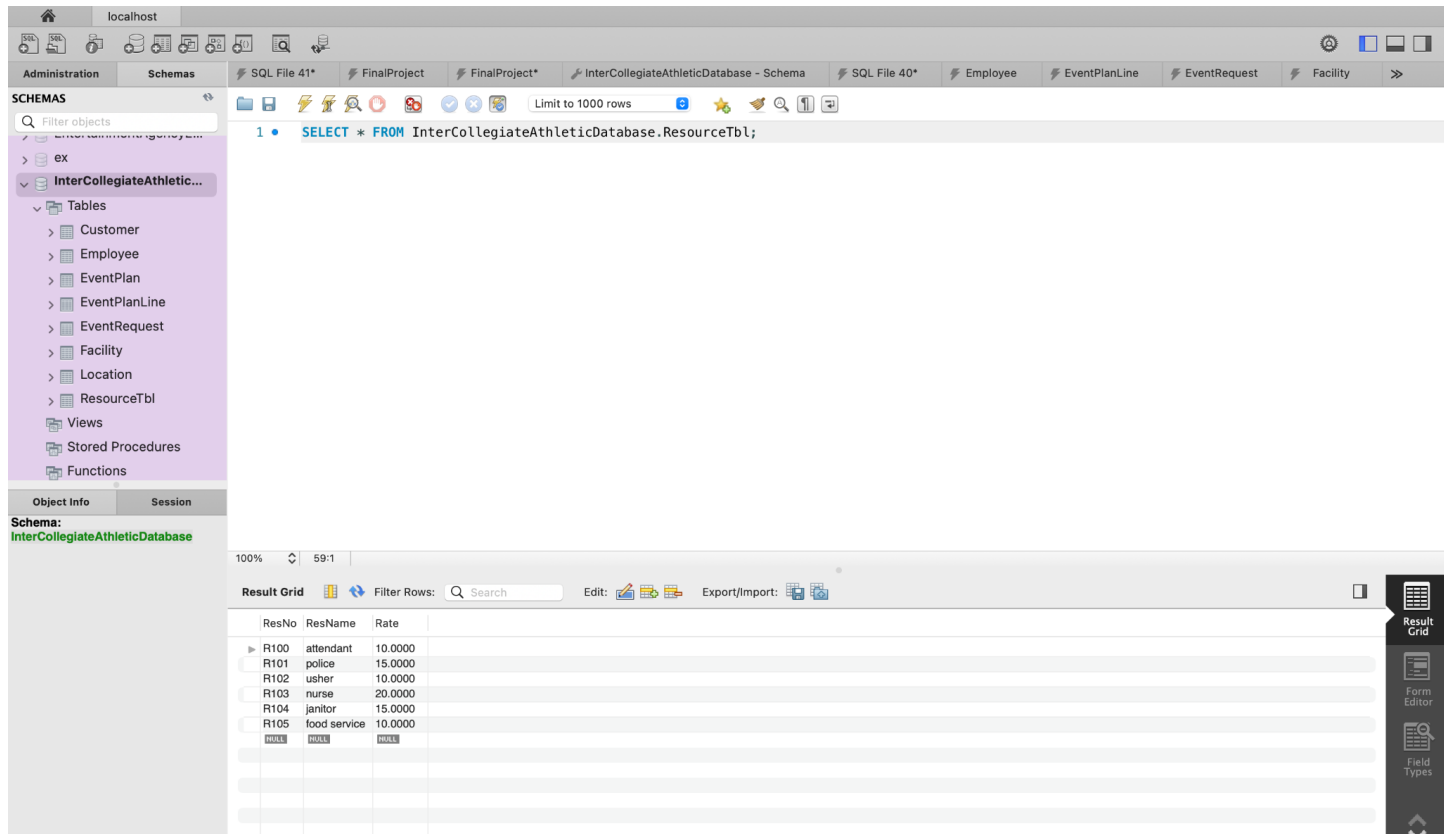 localhost
Administration Schemas SQL File 41* FinalProject FinalProject* InterCollegiateAthleticDatabase - Schema SQL File 40* Employee EventPlanLine EventRequest Facility
SCHEMAS
Limit to 1000 rows
Filter objects
1 SELECT * FROM InterCollegiateAthleticDatabase.ResourceTbl;
ex
InterCollegiateAthletic...
Tables
Customer
Employee
EventPlan
EventPlanLine
EventRequest
Facility
Location
ResourceTbl
Views
Stored Procedures
Functions
Object Info Session
Schema:
InterCollegiateAthleticDatabase
100% 59:1
Result Grid Filter Rows: Search Edit: Export/Import:
ResNo ResName Rate
R100 attendant 10.0000
R101 police 15.0000
R102 usher 10.0000
R103 nurse 20.0000
R104 janitor 15.0000
R105 food service 10.0000
NULL NULL NULL
Result
Grid
Form
Editor
Field
Types